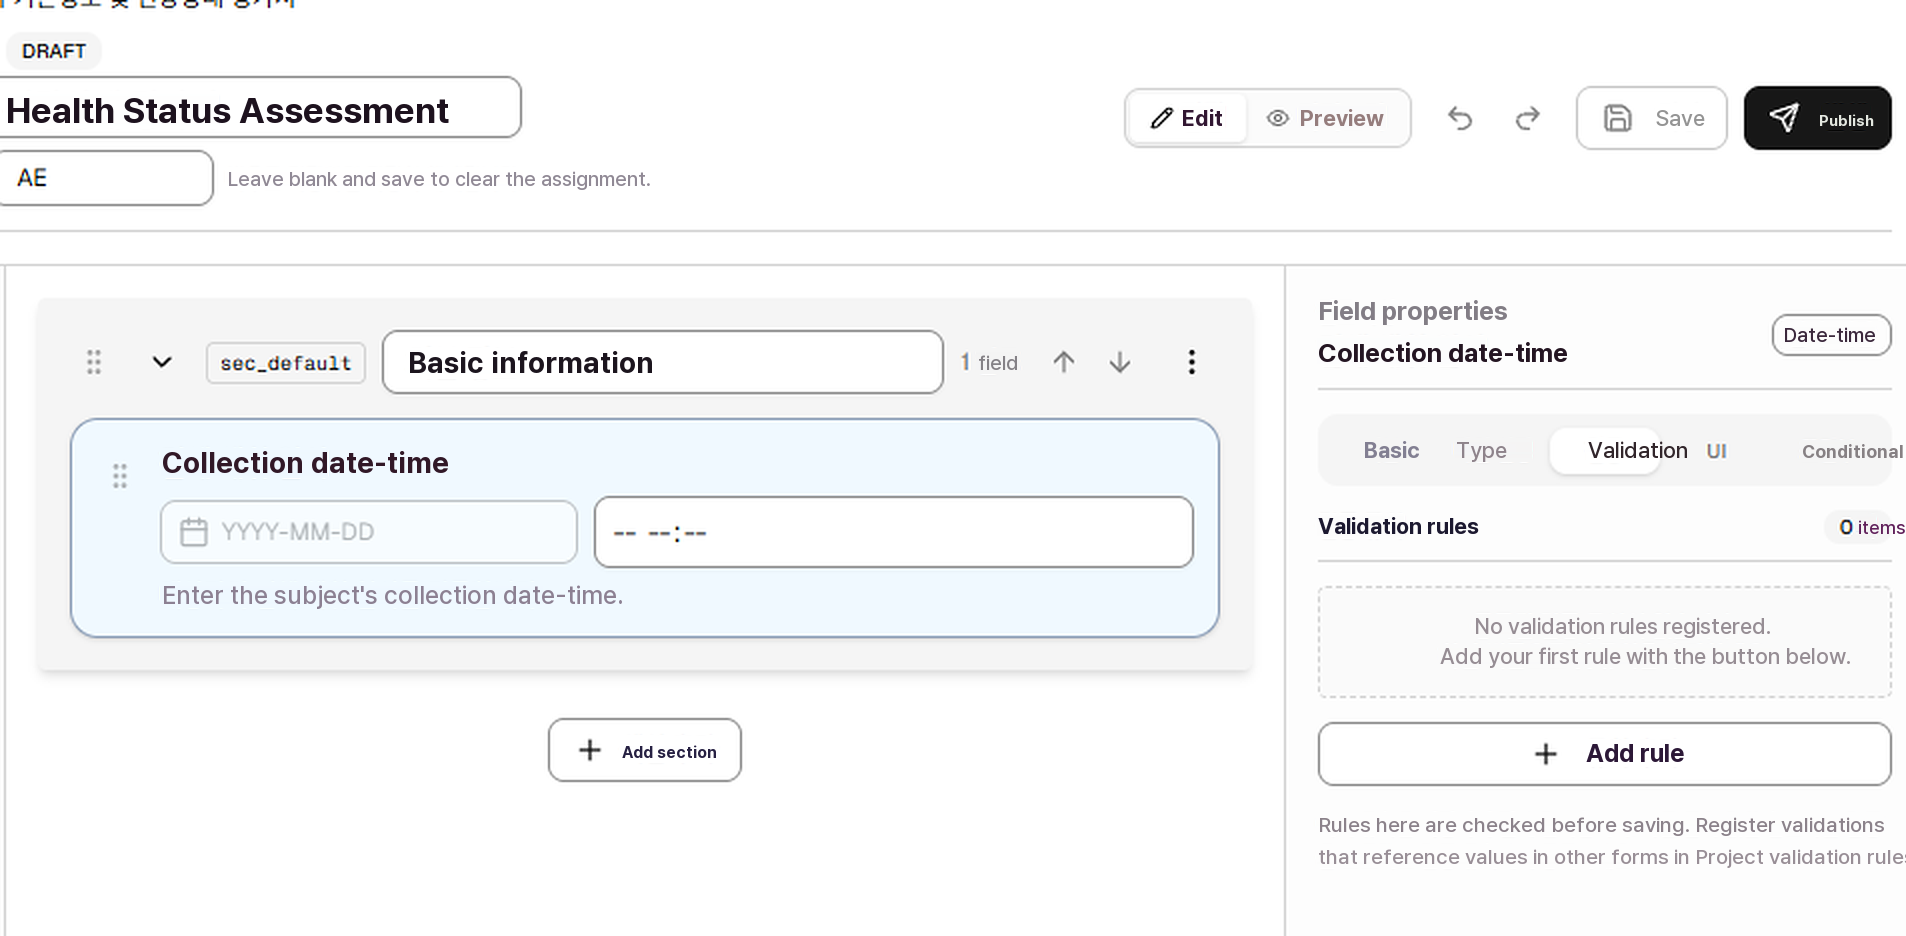 DRAFT
Health Status Assessment
Edit
Preview
Save
Publish
AE
Leave blank and save to clear the assignment.
sec_default
Basic information
1 field
Collection date-time
YYYY-MM-DD
-- --:--
Enter the subject's collection date-time.
Add section
Field properties
Collection date-time
Date-time
Basic
Type
Validation
UI
Conditional
Validation rules
0 items
No validation rules registered.
Add your first rule with the button below.
Add rule
Rules here are checked before saving. Register validations
that reference values in other forms in Project validation rules